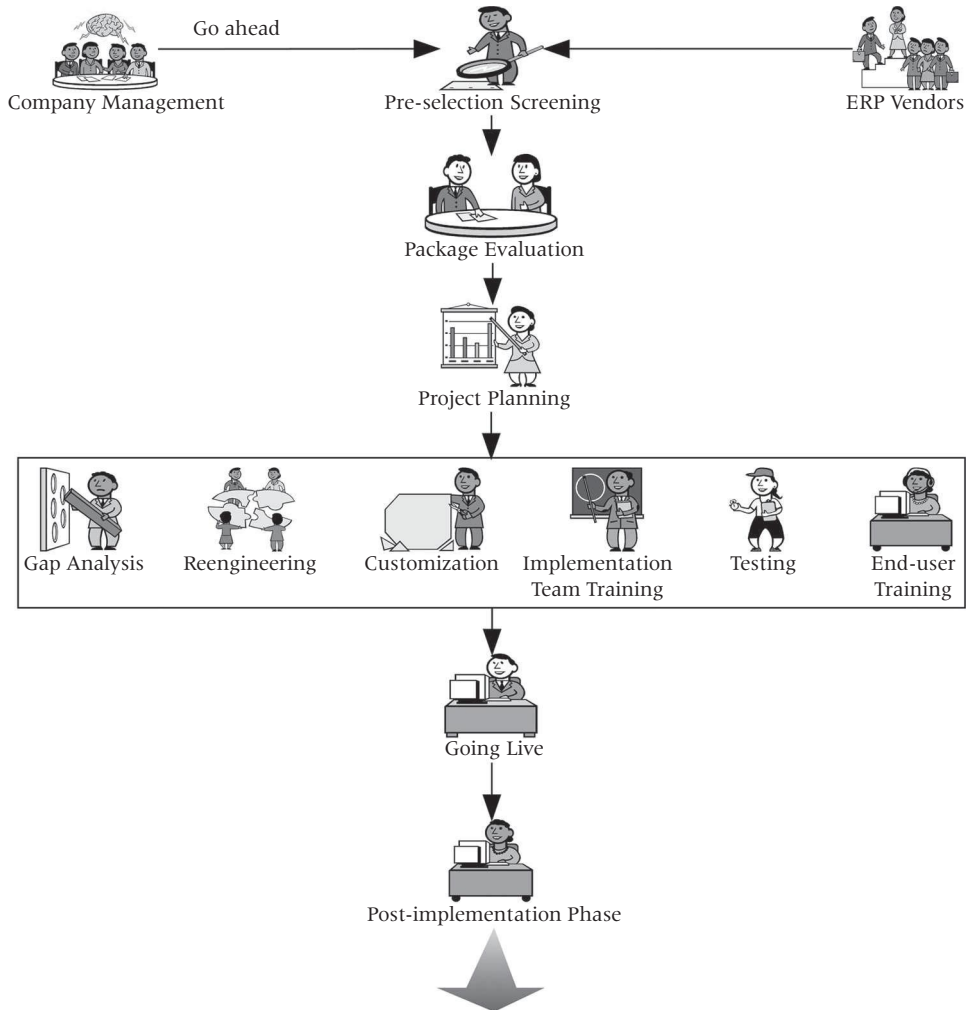 Go ahead
Company Management
Pre-selection Screening
ERP Vendors
Package Evaluation
Project Planning
Gap Analysis
Reengineering
Customization
Implementation
Team Training
Testing
End-user
Training
Going Live
Post-implementation Phase